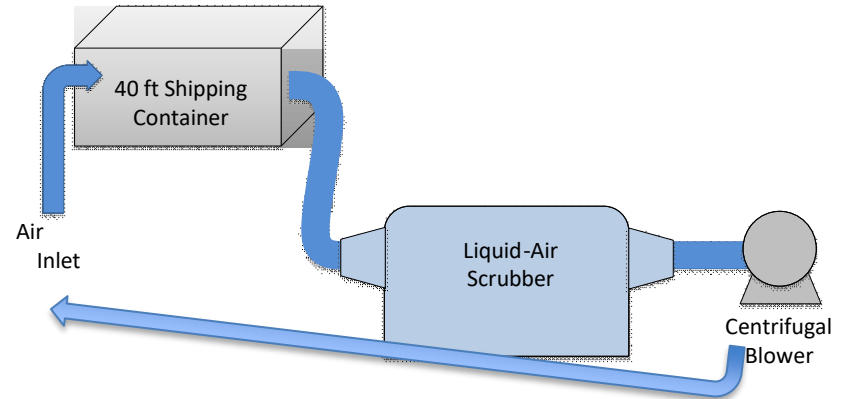 40 ft Shipping
Container
Air
Inlet
Liquid-Air
Scrubber
Centrifugal
Blower